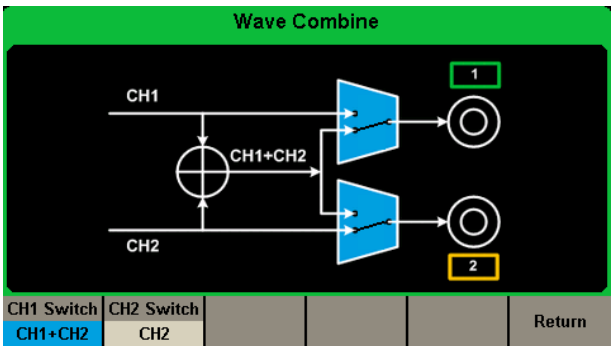 Wave Combine
1
CH1
CH1+CH2
CH2
2
CH1 Switch CH2 Switch
CH1+CH2 CH2
Return